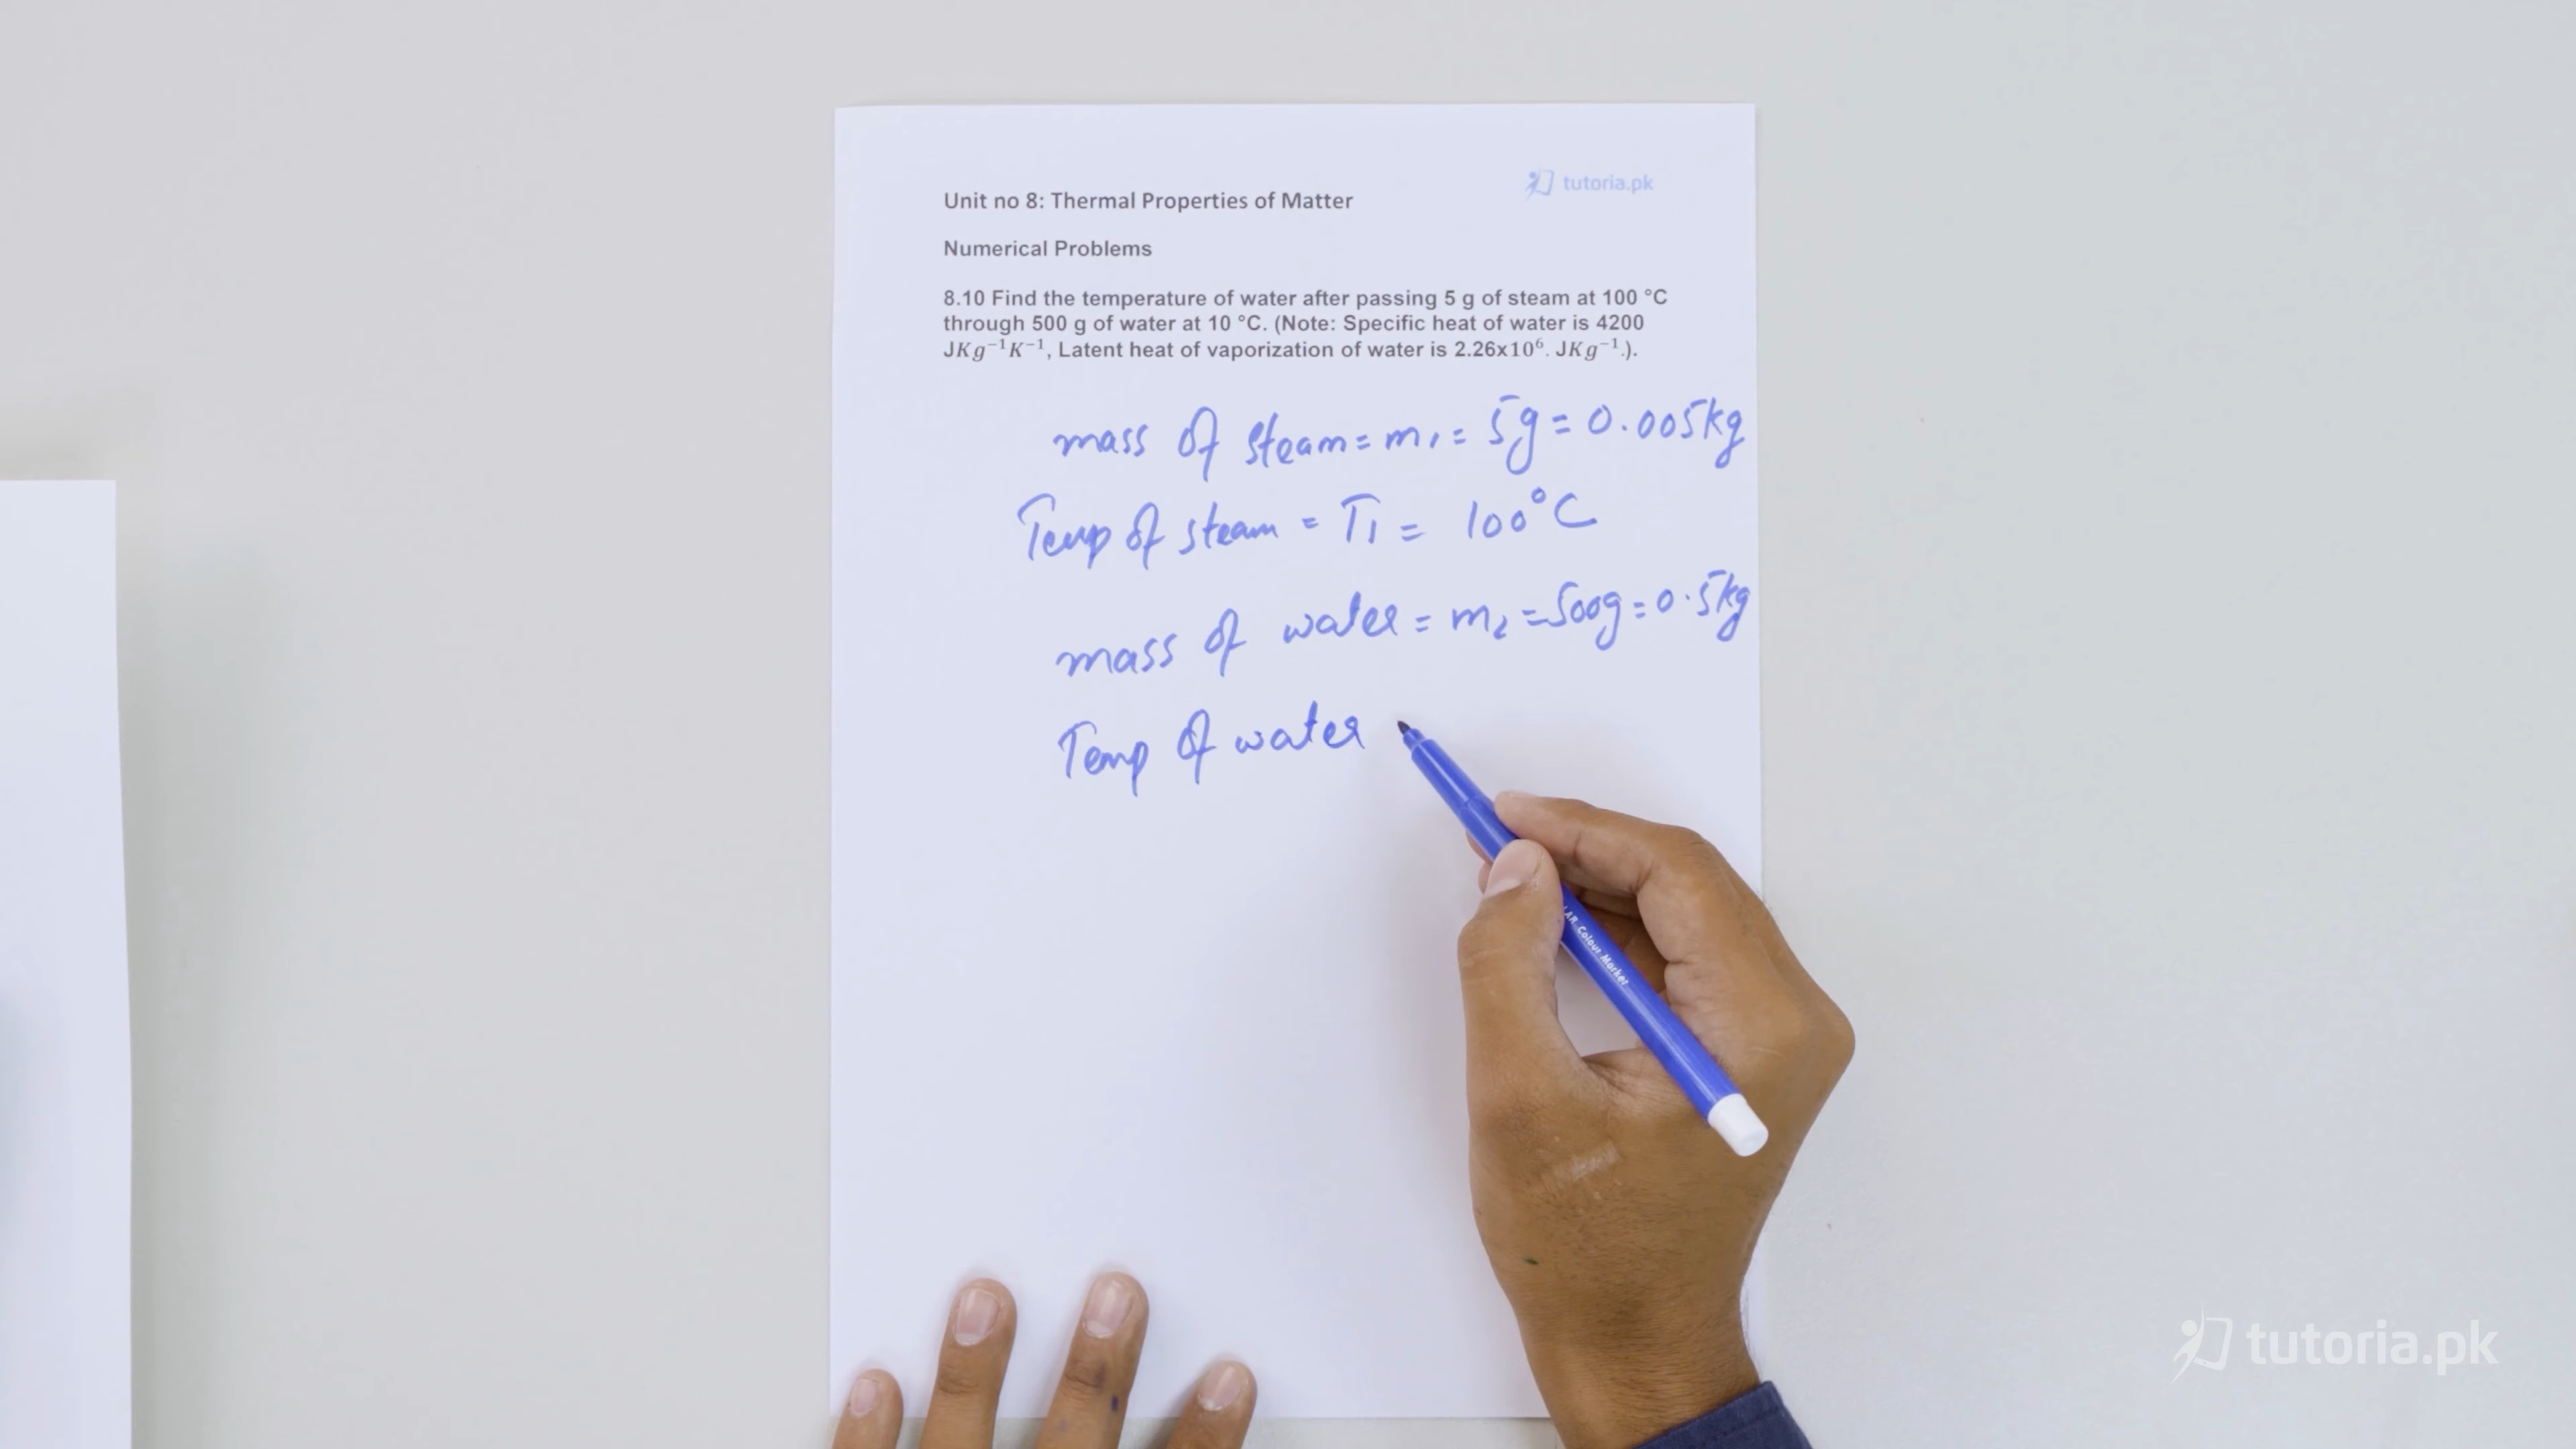 tutoria.pk
Unit no 8: Thermal Properties of Matter
Numerical Problems
8.10 Find the temperature of water after passing 5 g of steam at 100 °C
through 500 g of water at 10 °C. (Note: Specific heat of water is 4200
JKg⁻¹K⁻¹, Latent heat of vaporization of water is 2.26x10⁶. JKg⁻¹.).
mass of steam = m₁ = 5g = 0.005kg
Temp of steam = T₁ = 100°C
mass of water = m₂ = 500g = 0.5kg
Temp of water
Colour Marker
tutoria.pk